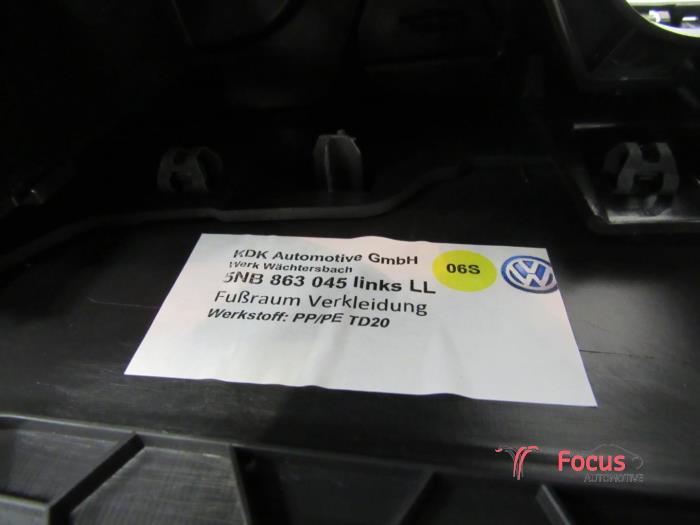 KDK Automotive GmbH
Werk Wächtersbach
5NB 863 045 links LL
Fußraum Verkleidung
Werkstoff: PP/PE TD20
06S
VW
Focus
AUTOMOTIVE